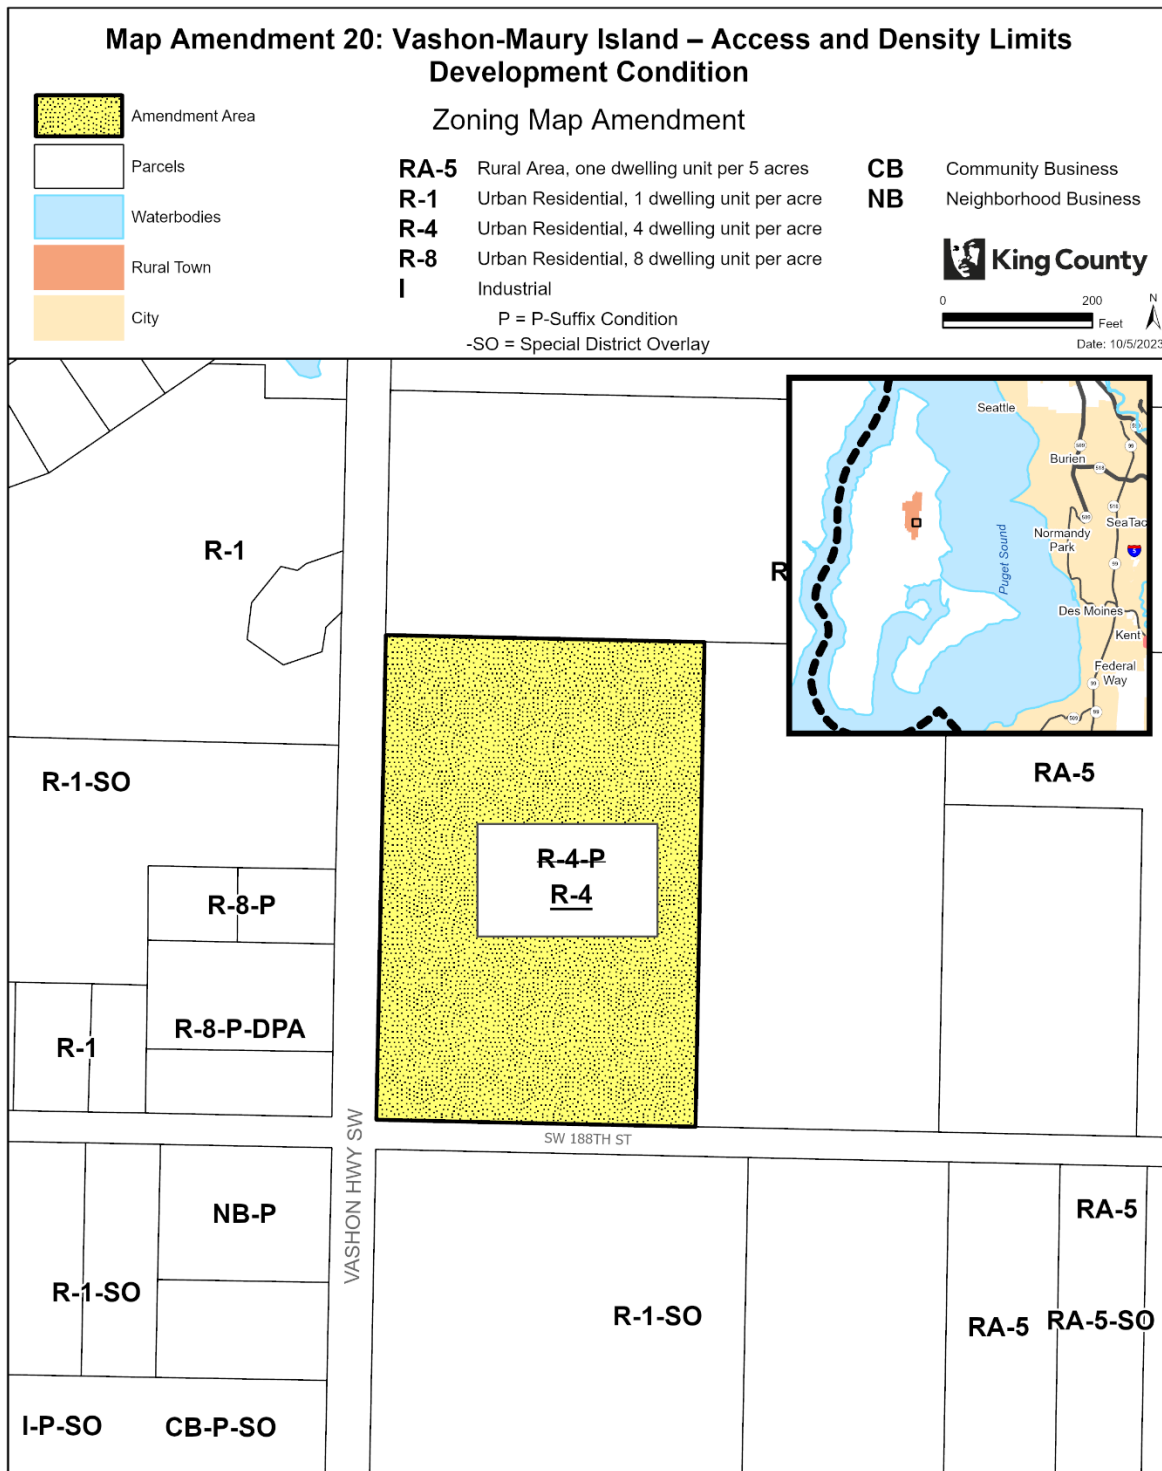 Map Amendment 20: Vashon-Maury Island – Access and Density Limits
Development Condition
Zoning Map Amendment
Amendment Area
Parcels
Waterbodies
Rural Town
City
RA-5 Rural Area, one dwelling unit per 5 acres
R-1 Urban Residential, 1 dwelling unit per acre
R-4 Urban Residential, 4 dwelling unit per acre
R-8 Urban Residential, 8 dwelling unit per acre
I Industrial
P = P-Suffix Condition
-SO = Special District Overlay
CB Community Business
NB Neighborhood Business
King County
0 200
Feet
N
Date: 10/5/2023
Seattle
Burien
509
518
99
Normandy
Park
SeaTac
5
Puget Sound
Des Moines
Kent
Federal
Way
R-1
R
R-1-SO
RA-5
R-4-P
R-4
R-8-P
R-8-P-DPA
R-1
VASHON HWY SW
SW 188TH ST
NB-P
R-1-SO
R-1-SO
RA-5
RA-5
RA-5-SO
I-P-SO
CB-P-SO